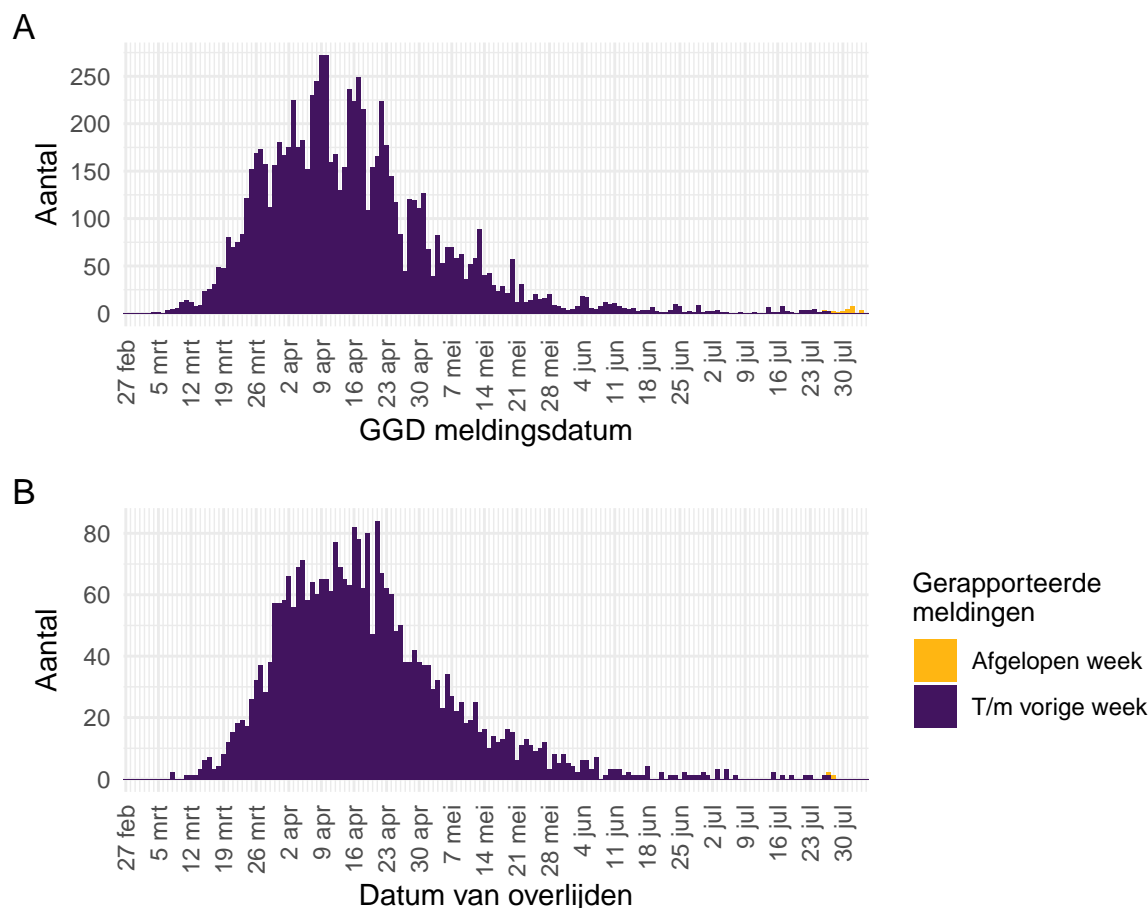 A
250
200
150
100
50
0
Aantal
27 feb
5 mrt
12 mrt
19 mrt
26 mrt
2 apr
9 apr
16 apr
23 apr
30 apr
7 mei
14 mei
21 mei
28 mei
4 jun
11 jun
18 jun
25 jun
2 jul
9 jul
16 jul
23 jul
30 jul
GGD meldingsdatum
B
80
60
40
20
0
Aantal
27 feb
5 mrt
12 mrt
19 mrt
26 mrt
2 apr
9 apr
16 apr
23 apr
30 apr
7 mei
14 mei
21 mei
28 mei
4 jun
11 jun
18 jun
25 jun
2 jul
9 jul
16 jul
23 jul
30 jul
Datum van overlijden
Gerapporteerde
meldingen
Afgelopen week
T/m vorige week